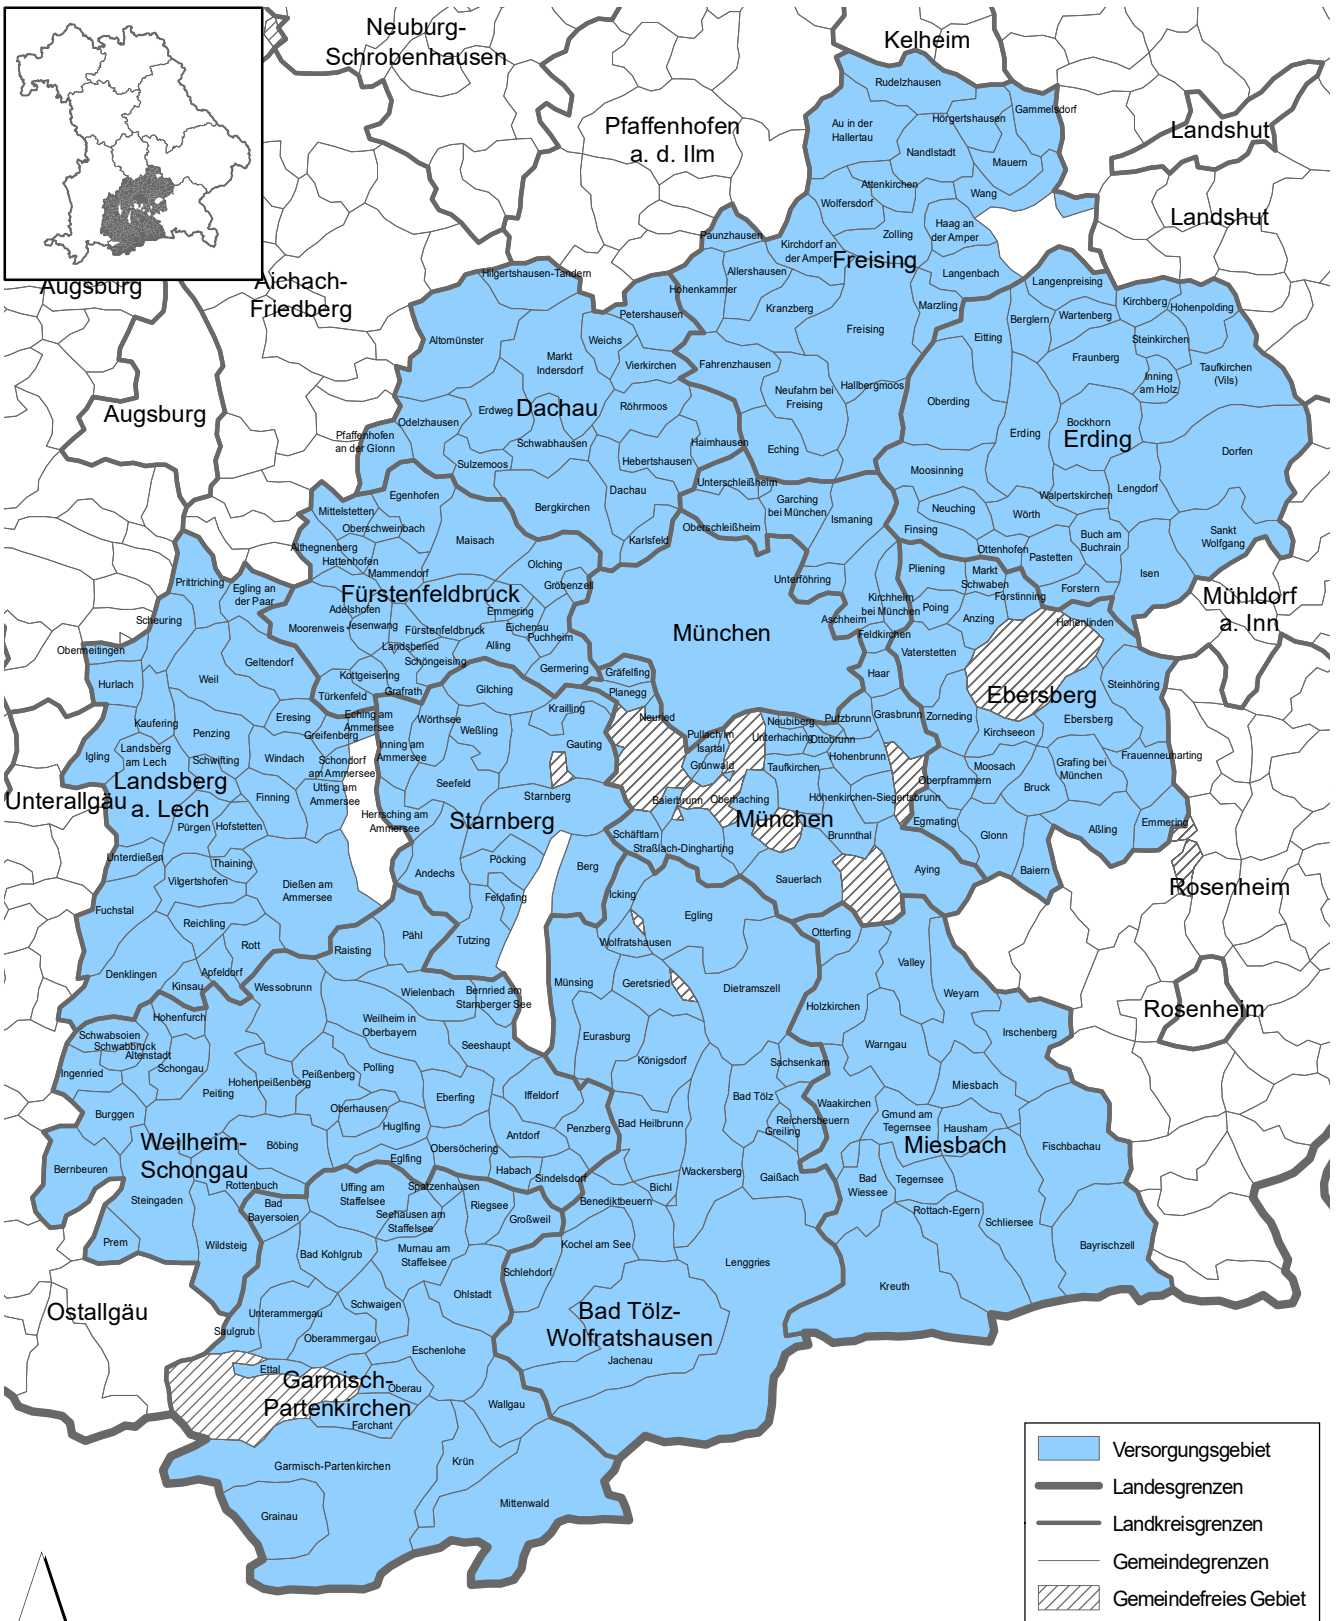 Neuburg-
Schrobenhausen
Kelheim
Rudelzhausen
Gammelsdorf
Hörgertshausen
Au in der
Hallertau
Landshut
Pfaffenhofen
a. d. Ilm
Nandlstadt
Mauern
Attenkirchen
Wang
Wolfersdorf
Landshut
Haag an
der Amper
Paunzhausen
Zolling
Kirchdorf an
der Amper
Freising
Allershausen
Langenbach
Hilgertshausen-Tandern
Aichach-
Friedberg
Augsburg
Hohenkammer
Langenpreising
Kirchberg
Hohenpolding
Kranzberg
Marzling
Petershausen
Berglern
Wartenberg
Freising
Altomünster
Weichs
Eitting
Steinkirchen
Markt
Indersdorf
Vierkirchen
Fahrenzhausen
Fraunberg
Taufkirchen
(Vils)
Inning
am Holz
Neufahrn bei
Freising
Hallbergmoos
Oberding
Augsburg
Erdweg
Dachau
Röhrmoos
Odelzhausen
Bockhorn
Erding
Erding
Pfaffenhofen
an der Glonn
Schwabhausen
Haimhausen
Eching
Dorfen
Sulzemoos
Hebertshausen
Moosinning
Unterschleißheim
Dachau
Lengdorf
Egenhofen
Walpertskirchen
Garching
bei München
Mittelstetten
Bergkirchen
Neuching
Wörth
Ismaning
Oberschweinbach
Oberschleißheim
Finsing
Sankt
Wolfgang
Buch am
Buchrain
Maisach
Karlsfeld
Althegnenberg
Ottenhofen
Hattenhofen
Pastetten
Olching
Pliening
Markt
Schwaben
Isen
Mammendorf
Prittriching
Unterföhring
Gröbenzell
Forstern
Egling an
der Paar
Fürstenfeldbruck
Forstinning
Kirchheim
bei München
Mühldorf
a. Inn
Poing
Adelshofen
Emmering
Scheuring
Aschheim
Anzing
Hohenlinden
Moorenweis
Jesenwang
Fürstenfeldbruck
Eichenau
Puchheim
München
Feldkirchen
Landsberied
Alling
Obermeitingen
Vaterstetten
Geltendorf
Schöngeising
Germering
Gräfelfing
Haar
Kottgeisering
Weil
Hurlach
Steinhöring
Gilching
Planegg
Ebersberg
Türkenfeld
Grafrath
Krailling
Eresing
Eching am
Ammersee
Wörthsee
Neuried
Neubiberg
Putzbrunn
Grasbrunn
Zorneding
Ebersberg
Kaufering
Penzing
Greifenberg
Weßling
Pullach im
Isartal
Unterhaching
Ottobrunn
Kirchseeon
Landsberg
am Lech
Inning am
Ammersee
Gauting
Igling
Schwifting
Windach
Schondorf
am Ammersee
Hohenbrunn
Frauenneuharting
Grünwald
Taufkirchen
Moosach
Grafing bei
München
Landsberg
a. Lech
Seefeld
Oberpframmern
Unterallgäu
Utting am
Ammersee
Finning
Starnberg
Baierbrunn
Oberhaching
Höhenkirchen-Siegertsbrunn
Bruck
Herrsching am
Ammersee
Starnberg
München
Egmating
Emmering
Pürgen
Hofstetten
Schäftlarn
Brunnthal
Glonn
Aßling
Straßlach-Dingharting
Unterdießen
Thaining
Pöcking
Berg
Andechs
Sauerlach
Aying
Baiern
Vilgertshofen
Dießen am
Ammersee
Rosenheim
Feldafing
Icking
Fuchstal
Egling
Reichling
Pähl
Otterfing
Tutzing
Wolfratshausen
Rott
Raisting
Valley
Denklingen
Apfeldorf
Kinsau
Wessobrunn
Münsing
Geretsried
Dietramszell
Wielenbach
Bernried am
Starnberger See
Weyarn
Holzkirchen
Rosenheim
Hohenfurch
Weilheim in
Oberbayern
Irschenberg
Schwabsoien
Schwabbruck
Eurasburg
Warngau
Altenstadt
Seeshaupt
Königsdorf
Sachsenkam
Schongau
Polling
Ingenried
Peißenberg
Hohenpeißenberg
Miesbach
Peiting
Eberfing
Iffeldorf
Bad Tölz
Waakirchen
Burggen
Oberhausen
Reichersbeuern
Gmund am
Tegernsee
Hausham
Huglfing
Bad Heilbrunn
Penzberg
Greiling
Antdorf
Weilheim-
Schongau
Böbing
Obersöchering
Miesbach
Fischbachau
Eglfing
Bernbeuren
Habach
Sindelsdorf
Wackersberg
Gaißach
Bad
Wiessee
Tegernsee
Rottenbuch
Uffing am
Staffelsee
Spatzenhausen
Bichl
Steingaden
Riegsee
Benediktbeuern
Bad
Bayersoien
Seehausen am
Staffelsee
Großweil
Rottach-Egern
Schliersee
Prem
Wildsteig
Bad Kohlgrub
Murnau am
Staffelsee
Kochel am See
Bayrischzell
Lenggries
Schlehdorf
Kreuth
Ohlstadt
Ostallgäu
Schwaigen
Unterammergau
Bad Tölz-
Wolfratshausen
Saulgrub
Oberammergau
Eschenlohe
Jachenau
Ettal
Garmisch-
Partenkirchen
Oberau
Wallgau
Farchant
Garmisch-Partenkirchen
Krün
Mittenwald
Grainau
Versorgungsgebiet
Landesgrenzen
Landkreisgrenzen
Gemeindegrenzen
Gemeindefreies Gebiet